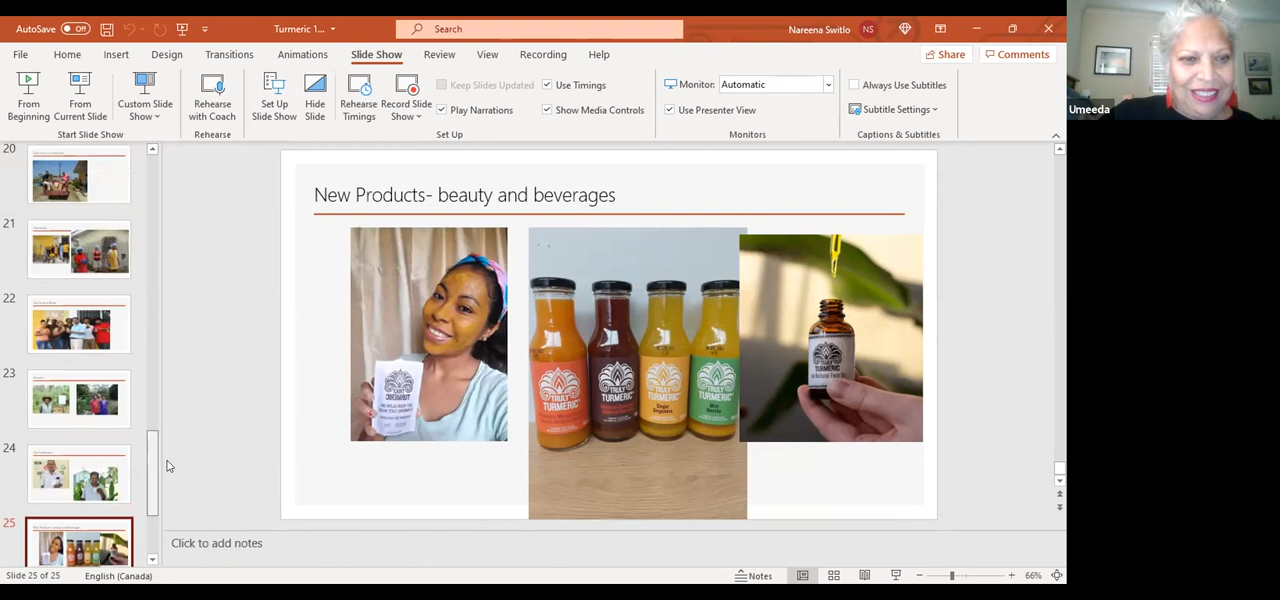 AutoSave Off Turmeric 1... Search Nareena Switlo NS
File Home Insert Design Transitions Animations Slide Show Review View Recording Help Share Comments
From Beginning
From Current Slide
Custom Slide Show
Start Slide Show
Rehearse with Coach
Rehearse
Set Up Slide Show
Hide Slide
Rehearse Timings
Record Slide Show
Keep Slides Updated
Play Narrations
Use Timings
Show Media Controls
Set Up
Monitor: Automatic
Use Presenter View
Monitors
Always Use Subtitles
Subtitle Settings
Captions & Subtitles
Umeeda
20
21
22
23
24
25
New Products- beauty and beverages
TRULY TURMERIC
TRULY TURMERIC
TRULY TURMERIC
Ginger
TRULY TURMERIC
Mint
TRULY TURMERIC
Natural Face Oil
Click to add notes
Slide 25 of 25 English (Canada) Notes 66%